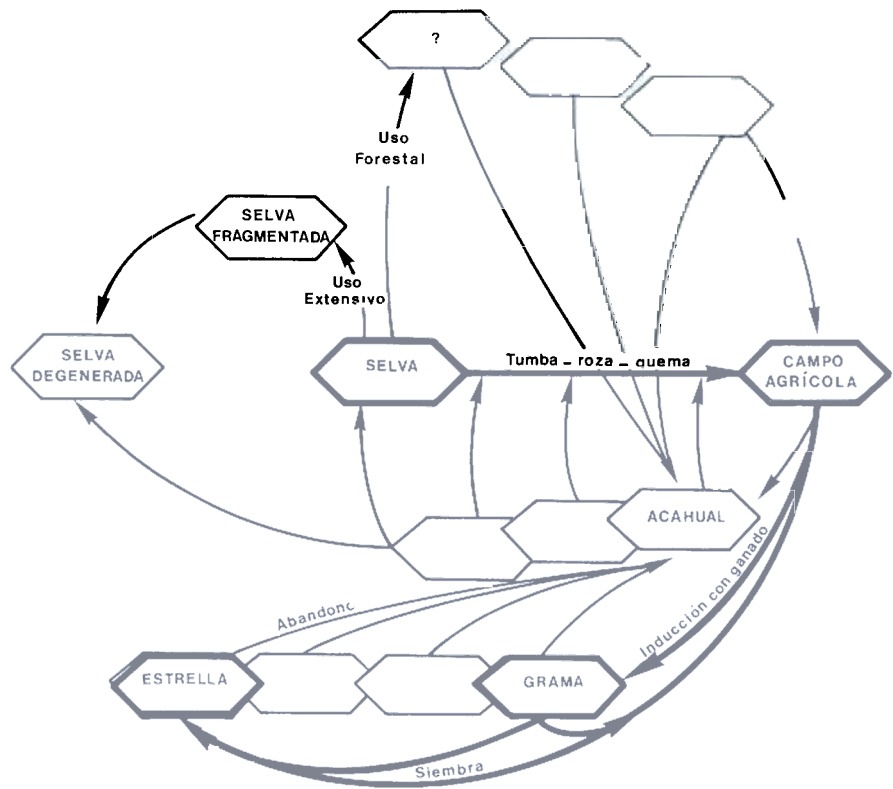 ?
Uso
Forestal
SELVA
FRAGMENTADA
Uso
Extensivo
SELVA
DEGENERADA
SELVA
Tumba – roza – quema
CAMPO
AGRÍCOLA
ACAHUAL
Inducción con ganado
Abandono
ESTRELLA
GRAMA
Siembra